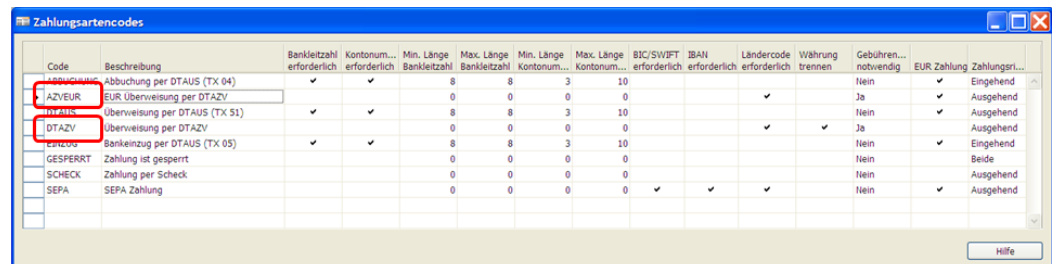 Zahlungsartencodes
Bankleitzahl Kontonum... Min. Länge Max. Länge Min. Länge Max. Länge BIC/SWIFT IBAN Ländercode Währung Gebühren...
Code Beschreibung erforderlich erforderlich Bankleitzahl Bankleitzahl Kontonum... Kontonum... erforderlich erforderlich erforderlich trennen notwendig EUR Zahlung Zahlungsri...
ABBUCHUNG Abbuchung per DTAUS (TX 04) ✔ ✔ 8 8 3 10 Nein ✔ Eingehend
AZVEUR EUR Überweisung per DTAZV 0 0 0 0 ✔ Ja ✔ Ausgehend
DTAUS Überweisung per DTAUS (TX 51) ✔ ✔ 8 8 3 10 Nein ✔ Ausgehend
DTAZV Überweisung per DTAZV 0 0 0 0 ✔ ✔ Ja Ausgehend
EINZUG Bankeinzug per DTAUS (TX 05) ✔ ✔ 8 8 3 10 Nein ✔ Eingehend
GESPERRT Zahlung ist gesperrt 0 0 0 0 Nein Beide
SCHECK Zahlung per Scheck 0 0 0 0 Nein Ausgehend
SEPA SEPA Zahlung 0 0 0 0 ✔ ✔ ✔ Nein ✔ Ausgehend
Hilfe